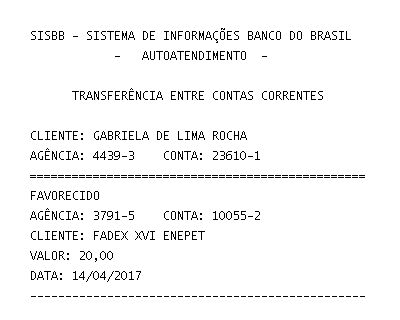 SISBB - SISTEMA DE INFORMAÇÕES BANCO DO BRASIL
- AUTOATENDIMENTO -
TRANSFERÊNCIA ENTRE CONTAS CORRENTES
CLIENTE: GABRIELA DE LIMA ROCHA
AGÊNCIA: 4439-3 CONTA: 23610-1
================================================
FAVORECIDO
AGÊNCIA: 3791-5 CONTA: 10055-2
CLIENTE: FADEX XVI ENEPET
VALOR: 20,00
DATA: 14/04/2017
------------------------------------------------